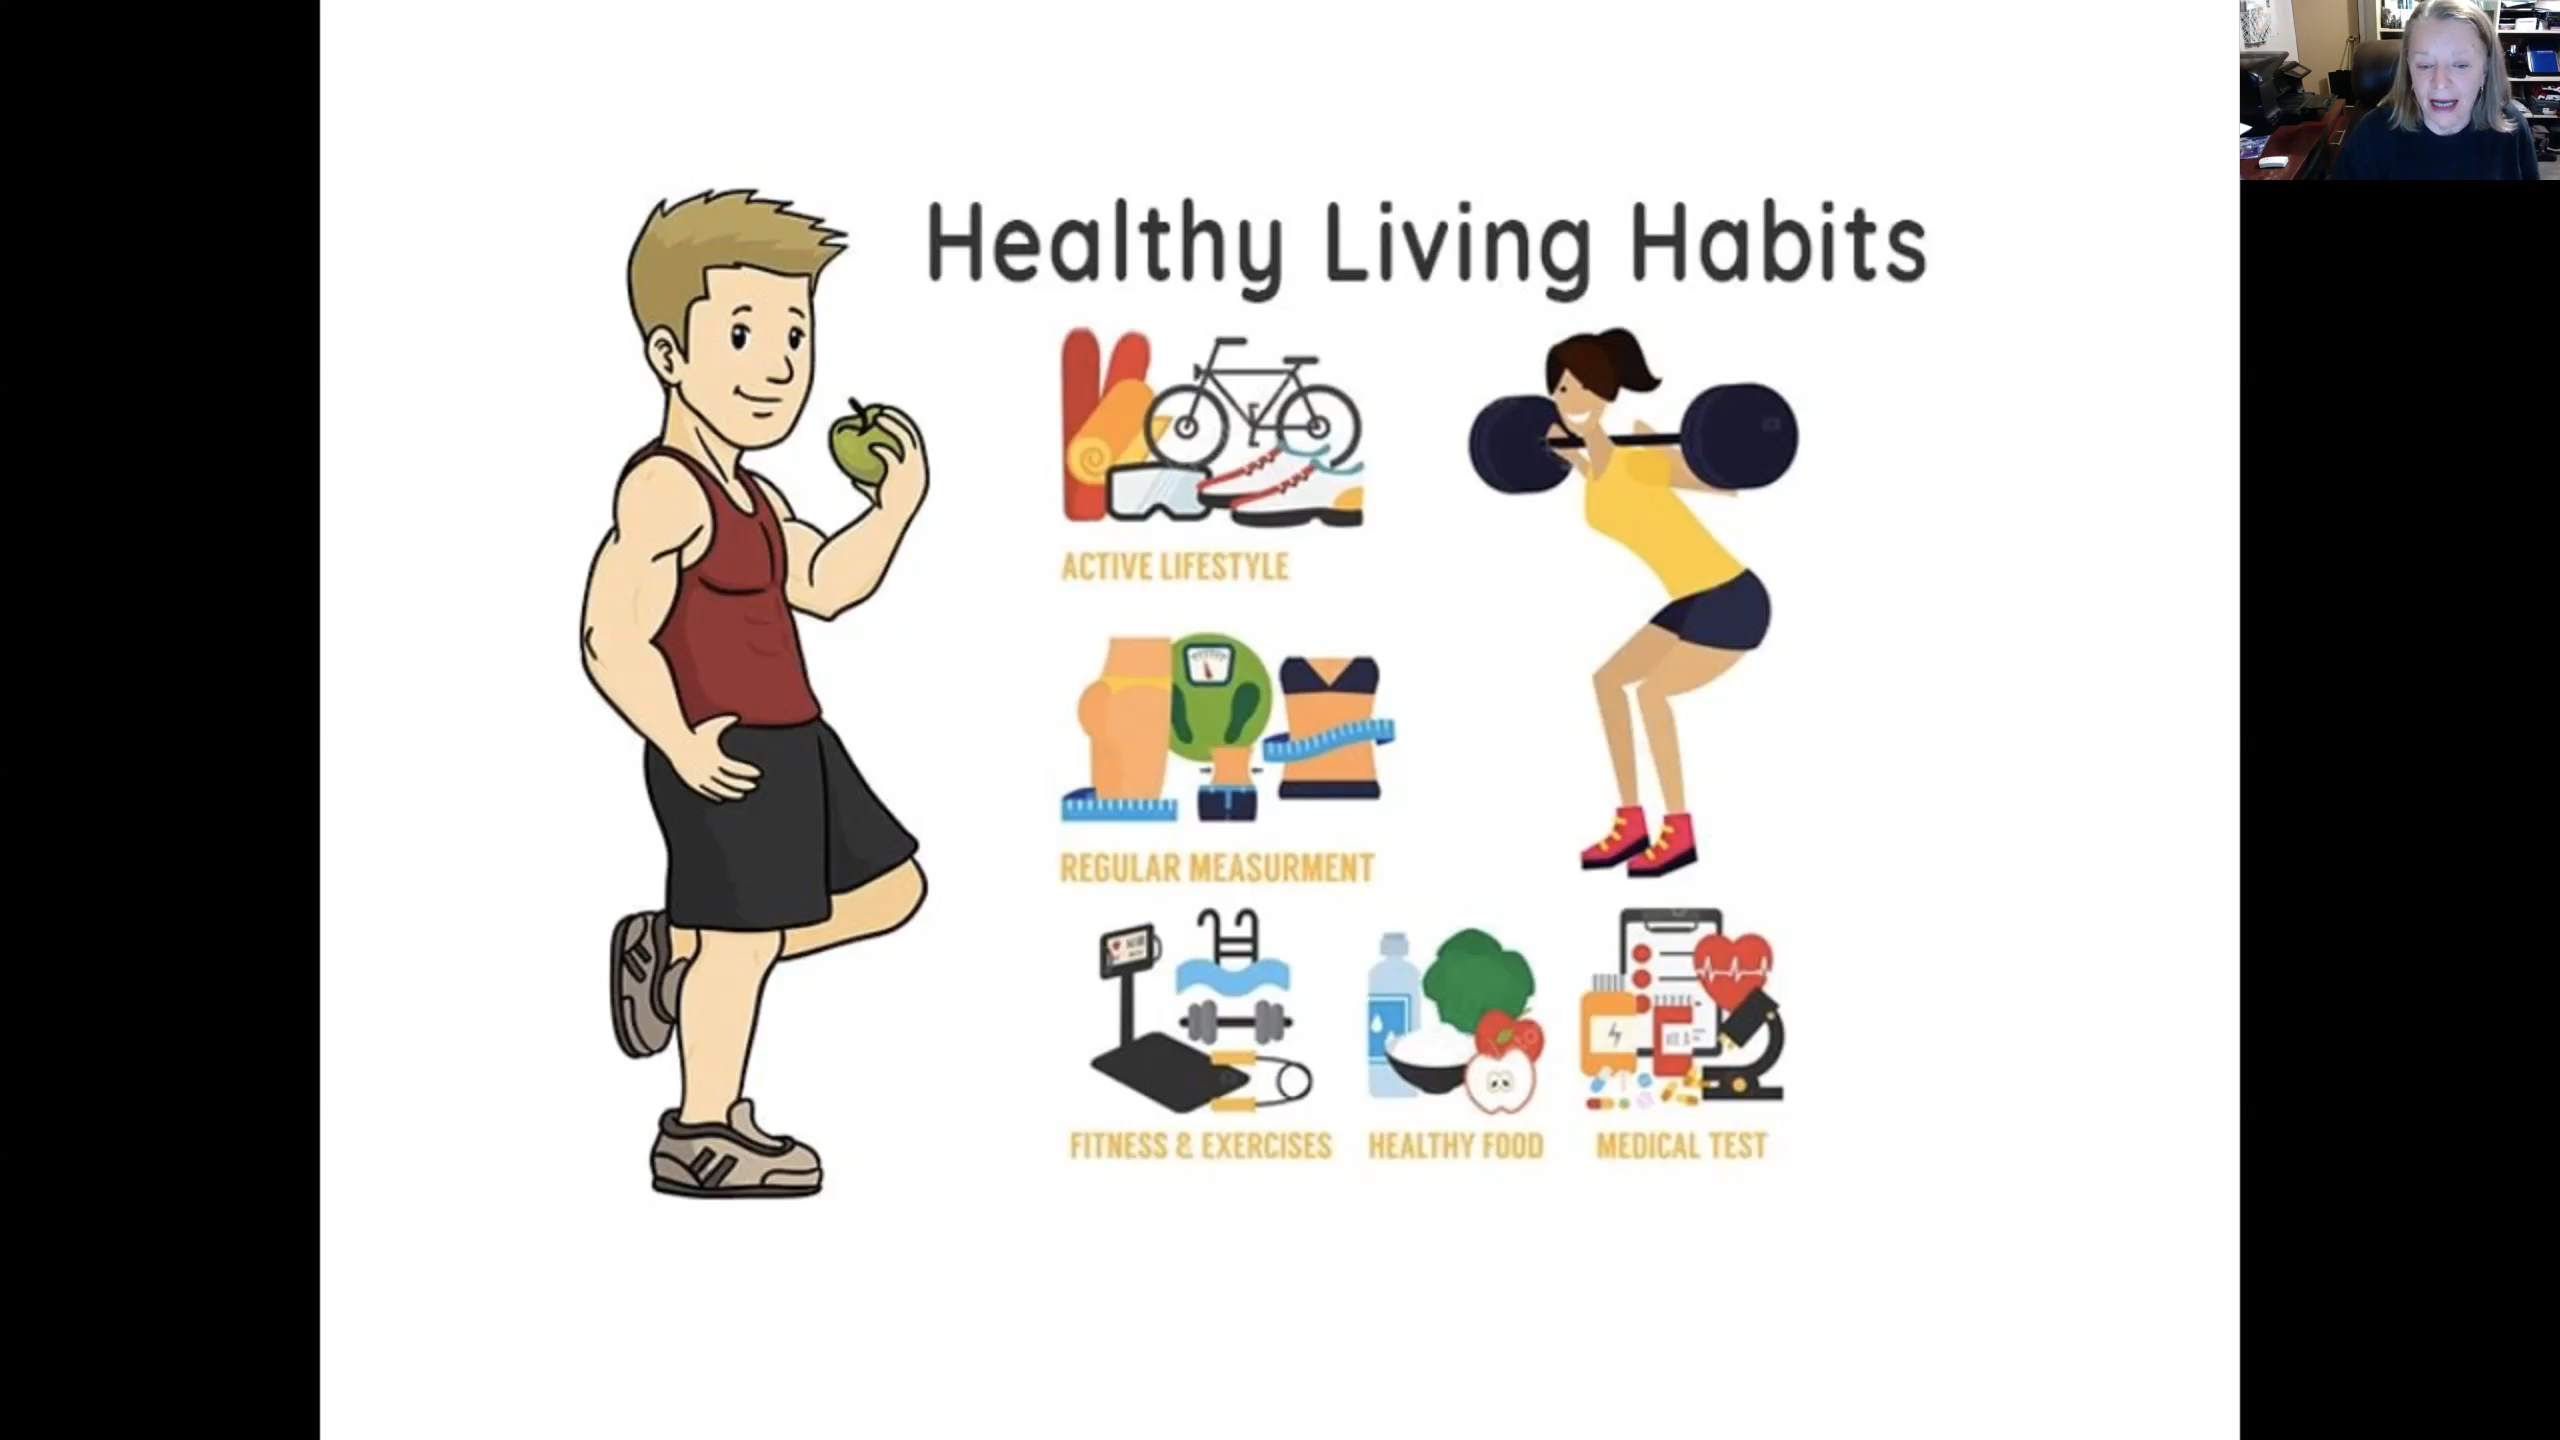 Healthy Living Habits
ACTIVE LIFESTYLE
REGULAR MEASURMENT
FITNESS & EXERCISES
HEALTHY FOOD
MEDICAL TEST